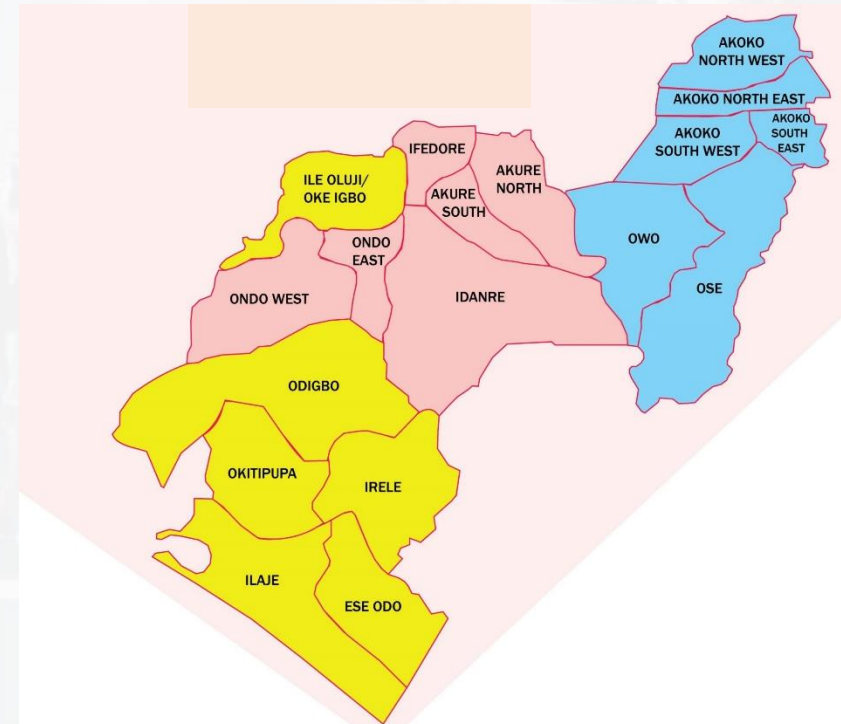 AKOKO
NORTH WEST
AKOKO NORTH EAST
AKOKO
SOUTH EAST
AKOKO
SOUTH WEST
IFEDORE
AKURE
NORTH
ILE OLUJI/
OKE IGBO
AKURE
SOUTH
OWO
ONDO
EAST
OSE
ONDO WEST
IDANRE
ODIGBO
OKITIPUPA
IRELE
ILAJE
ESE ODO